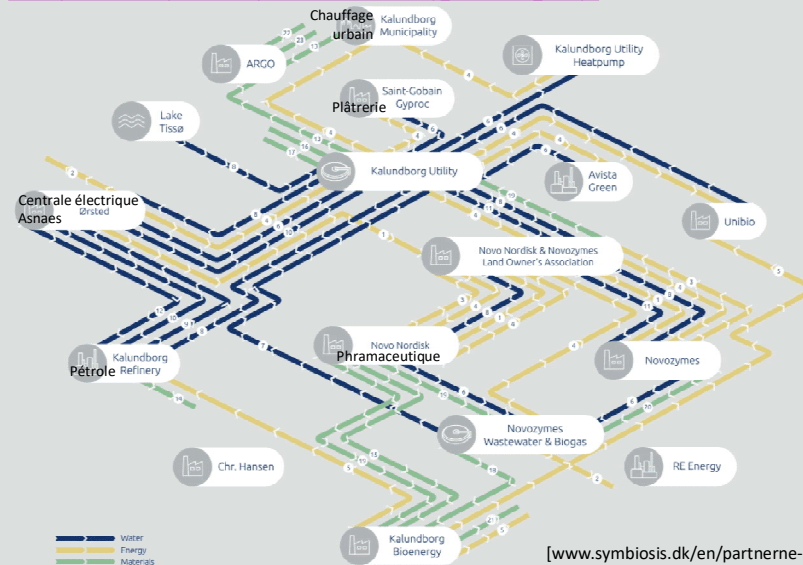 Chauffage
urbain
Kalundborg
Municipality
ARGO
Kalundborg Utility
Heatpump
Saint-Gobain
Gyproc
Plâtrerie
Lake
Tissø
Kalundborg Utility
Avista
Green
Centrale électrique
Asnaes
Ørsted
Unibio
Novo Nordisk & Novozymes
Land Owner's Association
Novo Nordisk
Phramaceutique
Kalundborg
Refinery
Pétrole
Novozymes
Novozymes
Wastewater & Biogas
Chr. Hansen
RE Energy
Kalundborg
Bioenergy
Water
Energy
Materials
[www.symbiosis.dk/en/partnerne-